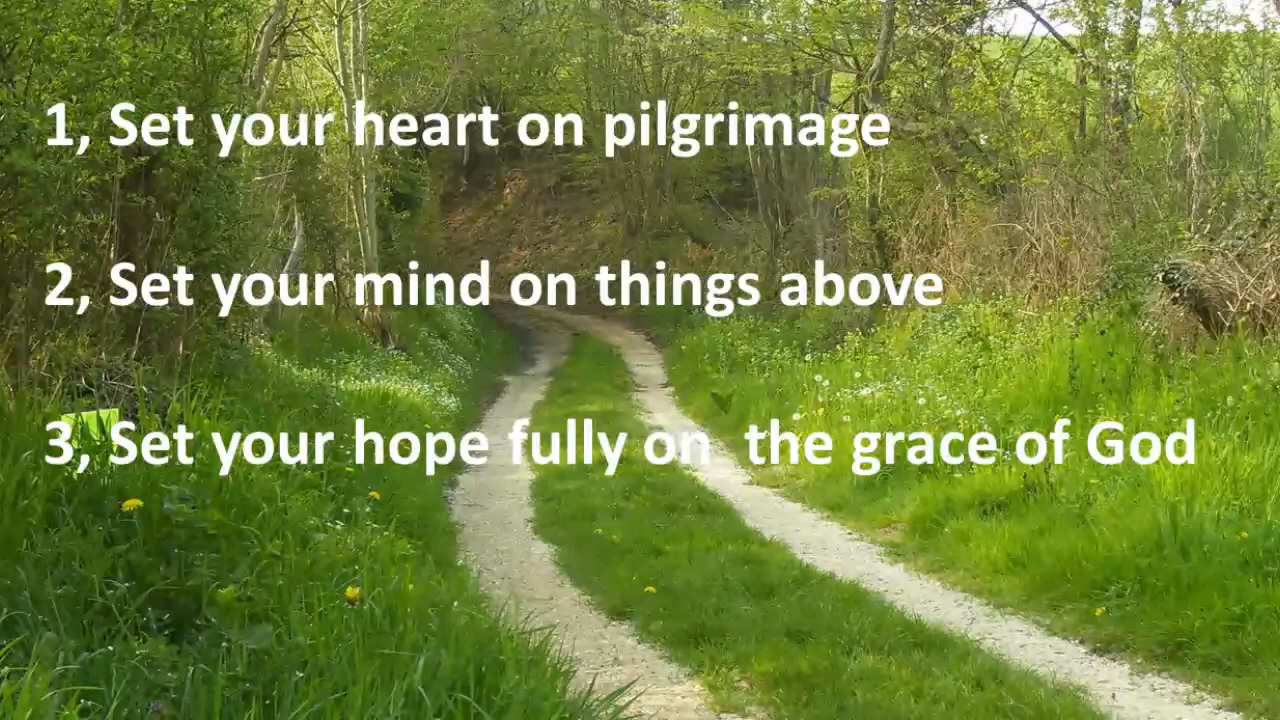 1, Set your heart on pilgrimage
2, Set your mind on things above
3, Set your hope fully on  the grace of God